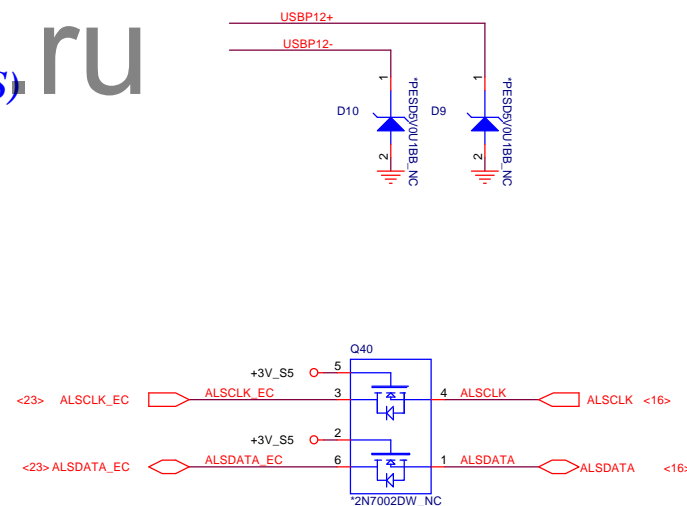 USBP12+
USBP12-
S)
.ru
1
1
D10
*PESD5V0U1BB_NC
D9
*PESD5V0U1BB_NC
2
2
Q40
+3V_S5
5
<23> ALSCLK_EC
ALSCLK_EC
3
4
ALSCLK
ALSCLK <16>
+3V_S5
2
<23> ALSDATA_EC
ALSDATA_EC
6
1
ALSDATA
ALSDATA <16>
*2N7002DW_NC